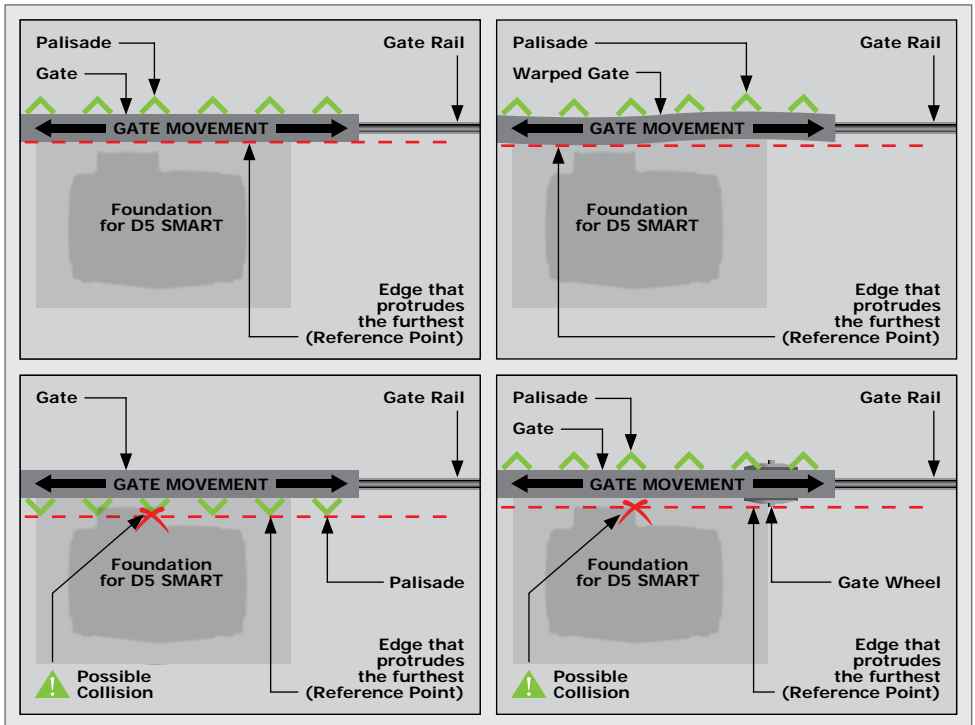 Palisade
Gate Rail
Gate
GATE MOVEMENT
Foundation
for D5 SMART
Edge that
protrudes
the furthest
(Reference Point)
Palisade
Gate Rail
Warped Gate
GATE MOVEMENT
Foundation
for D5 SMART
Edge that
protrudes
the furthest
(Reference Point)
Gate
Gate Rail
GATE MOVEMENT
Foundation
for D5 SMART
Palisade
Edge that
protrudes
the furthest
(Reference Point)
Possible
Collision
Palisade
Gate Rail
Gate
GATE MOVEMENT
Foundation
for D5 SMART
Gate Wheel
Edge that
protrudes
the furthest
(Reference Point)
Possible
Collision